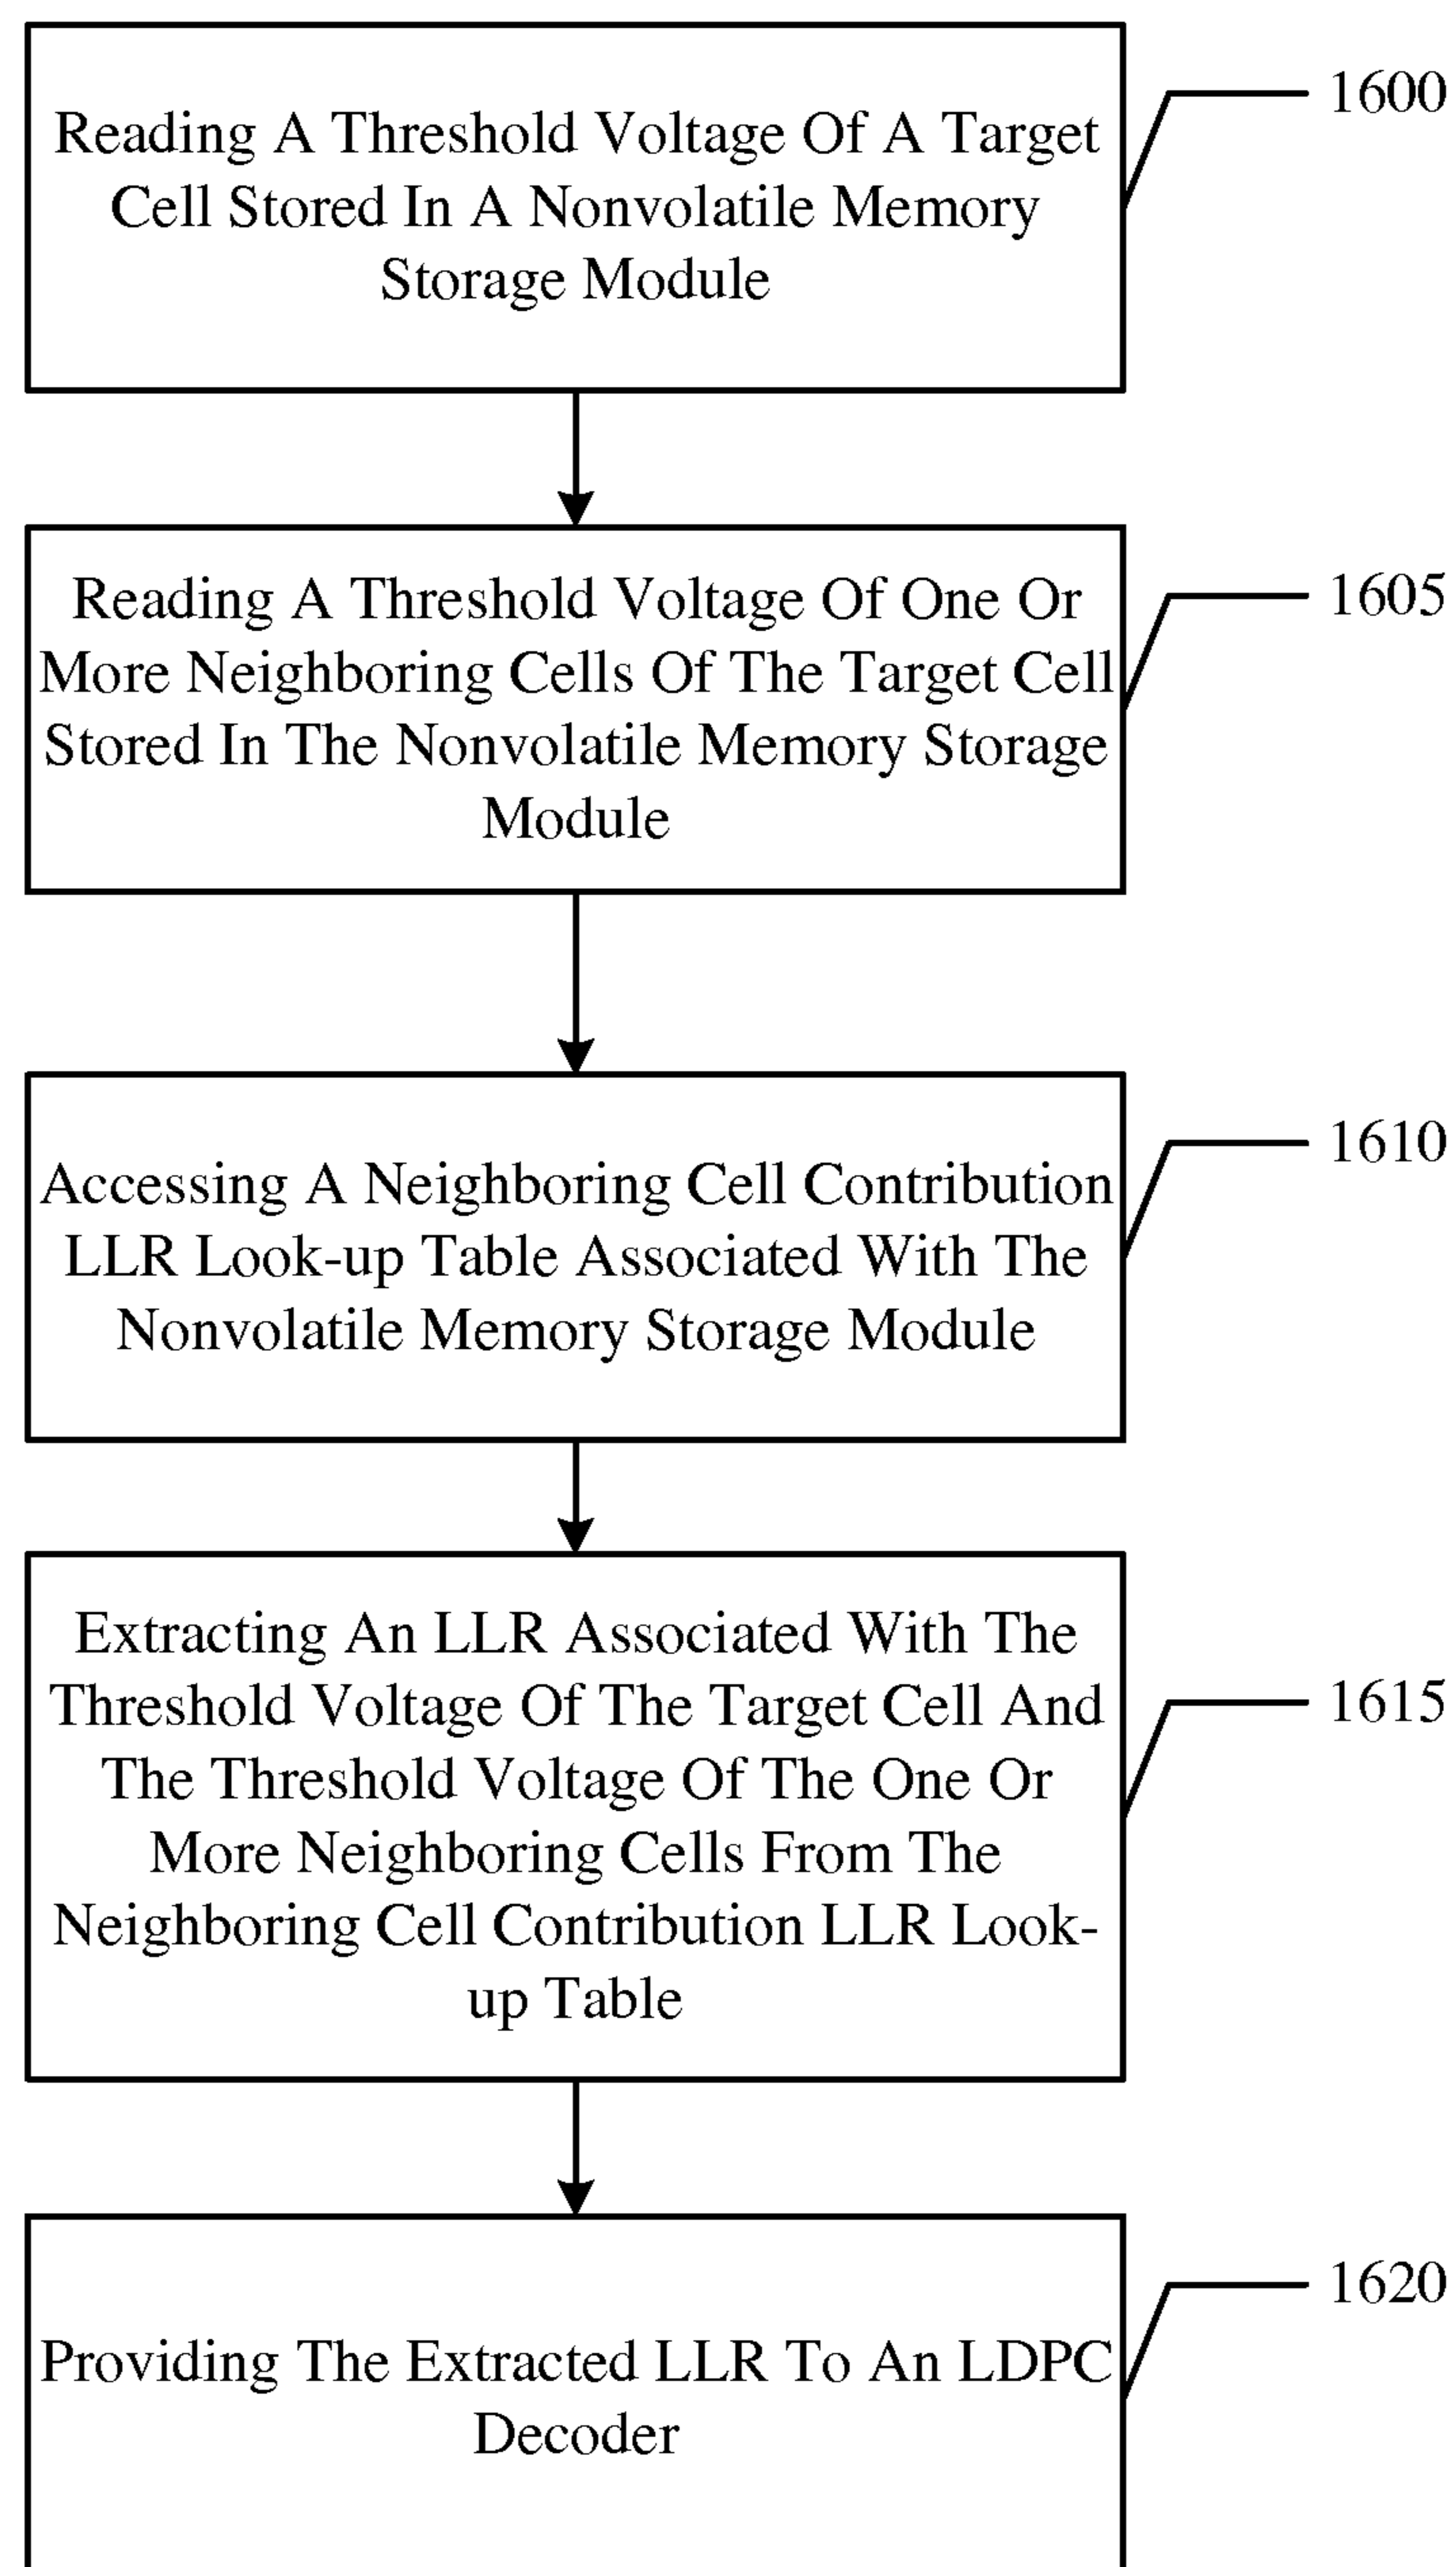 Reading A Threshold Voltage Of A Target
Cell Stored In A Nonvolatile Memory
Storage Module
1600
Reading A Threshold Voltage Of One Or
More Neighboring Cells Of The Target Cell
Stored In The Nonvolatile Memory Storage
Module
1605
Accessing A Neighboring Cell Contribution
LLR Look-up Table Associated With The
Nonvolatile Memory Storage Module
1610
Extracting An LLR Associated With The
Threshold Voltage Of The Target Cell And
The Threshold Voltage Of The One Or
More Neighboring Cells From The
Neighboring Cell Contribution LLR Look-
up Table
1615
Providing The Extracted LLR To An LDPC
Decoder
1620